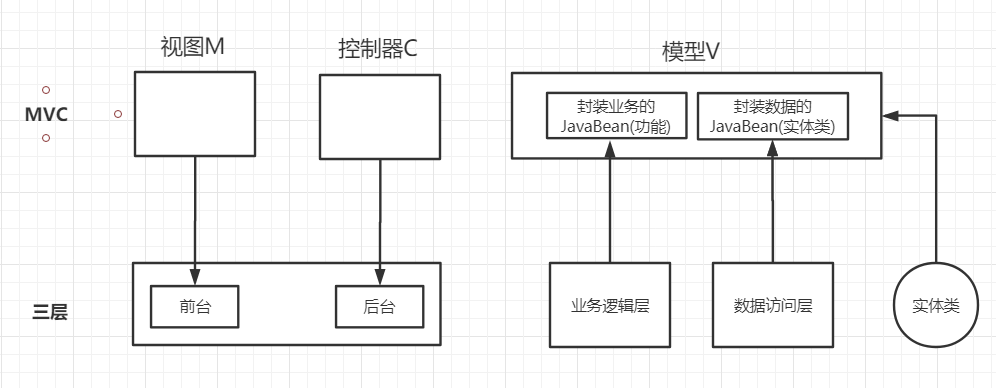 视图M
控制器C
模型V
MVC
封装业务的
JavaBean(功能)
封装数据的
JavaBean(实体类)
三层
前台
后台
业务逻辑层
数据访问层
实体类